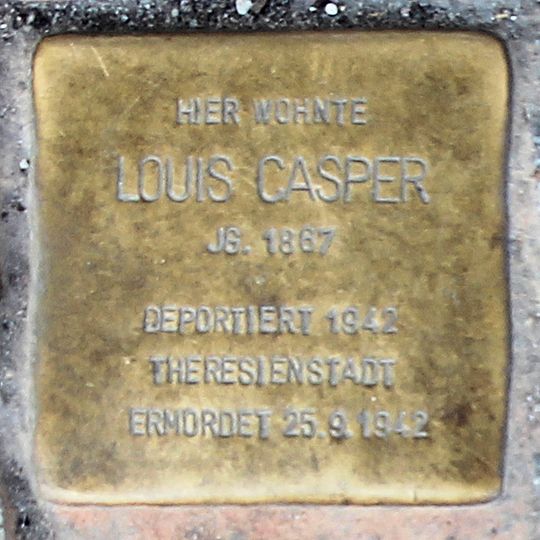 HIER WOHNTE
LOUIS CASPER
JG. 1867
DEPORTIERT 1942
THERESIENSTADT
ERMORDET 25.9.1942